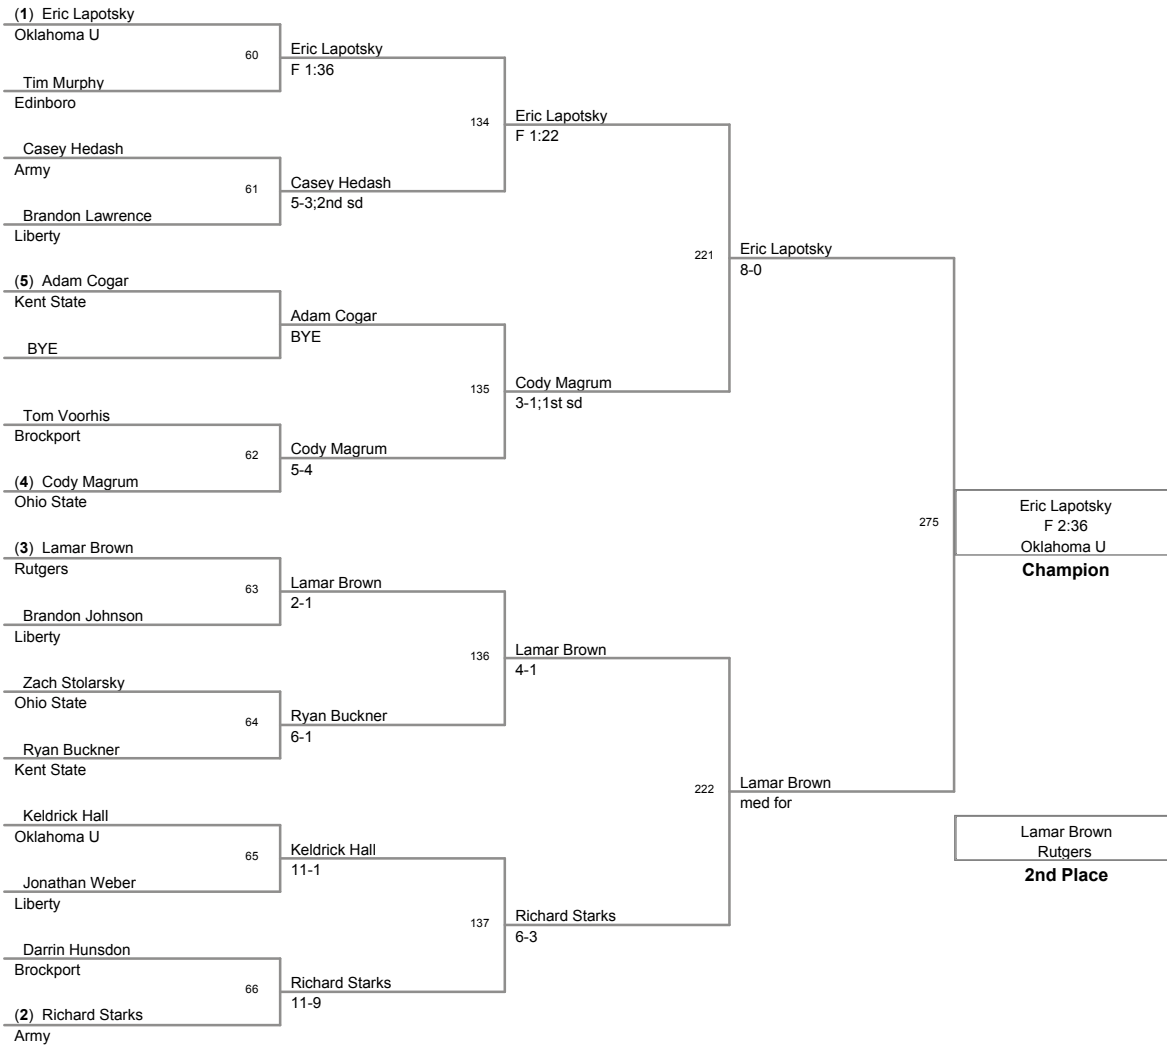 (1) Eric Lapotsky
Oklahoma U
60
Tim Murphy
Edinboro
Casey Hedash
Army
61
Brandon Lawrence
Liberty
(5) Adam Cogar
Kent State
BYE
Tom Voorhis
Brockport
62
(4) Cody Magrum
Ohio State
(3) Lamar Brown
Rutgers
63
Brandon Johnson
Liberty
Zach Stolarsky
Ohio State
64
Ryan Buckner
Kent State
Keldrick Hall
Oklahoma U
65
Jonathan Weber
Liberty
Darrin Hunsdon
Brockport
66
(2) Richard Starks
Army
Eric Lapotsky
F 1:36
134
Casey Hedash
5-3;2nd sd
Adam Cogar
BYE
135
Cody Magrum
5-4
Lamar Brown
2-1
136
Ryan Buckner
6-1
Keldrick Hall
11-1
137
Richard Starks
11-9
Eric Lapotsky
F 1:22
221
Cody Magrum
3-1;1st sd
Lamar Brown
4-1
222
Richard Starks
6-3
Eric Lapotsky
8-0
275
Lamar Brown
med for
Eric Lapotsky
F 2:36
Oklahoma U
Champion
Lamar Brown
Rutgers
2nd Place